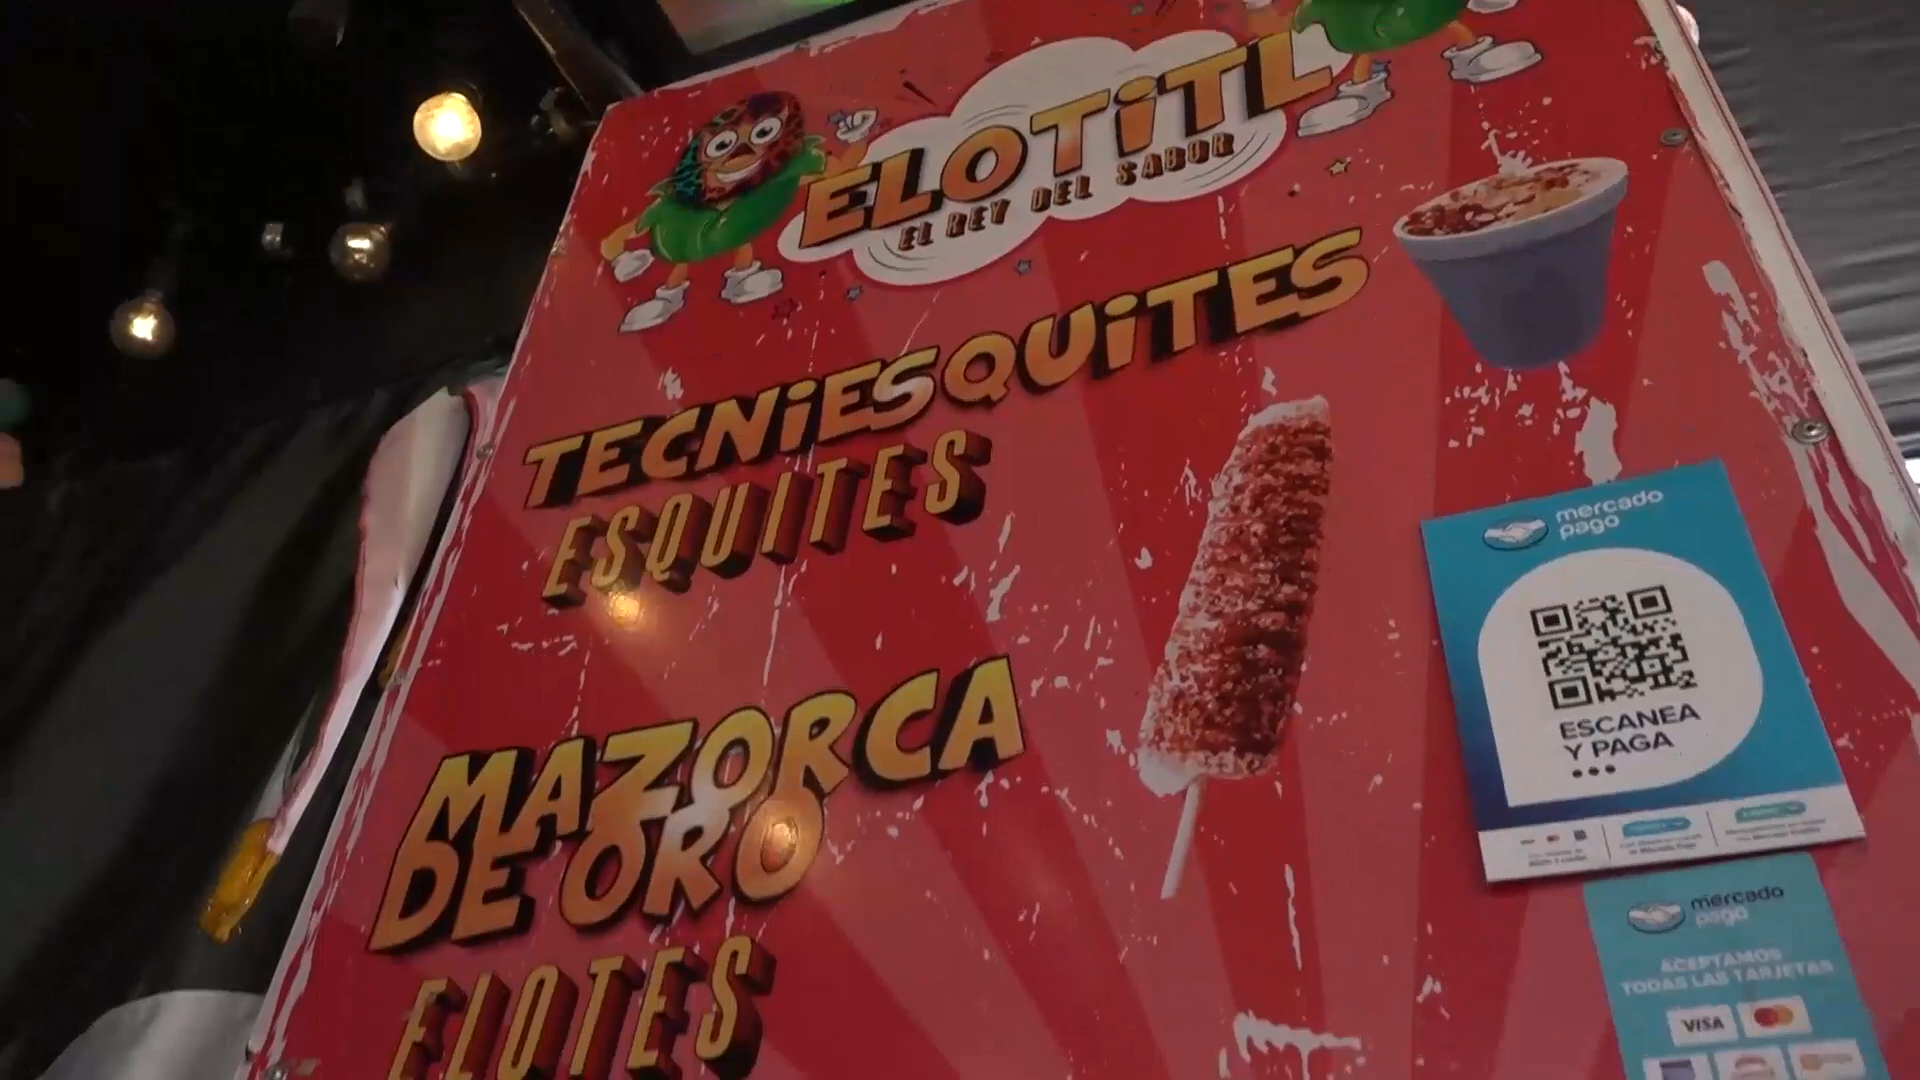 ELOTiTL
EL REY DEL SABOR
TECNiESQUiTES
ESQUITES
MAZORCA
DE ORO
ELOTES
mercado
pago
ESCANEA
Y PAGA
mercado
pago
ACEPTAMOS
TODAS LAS TARJETAS
VISA